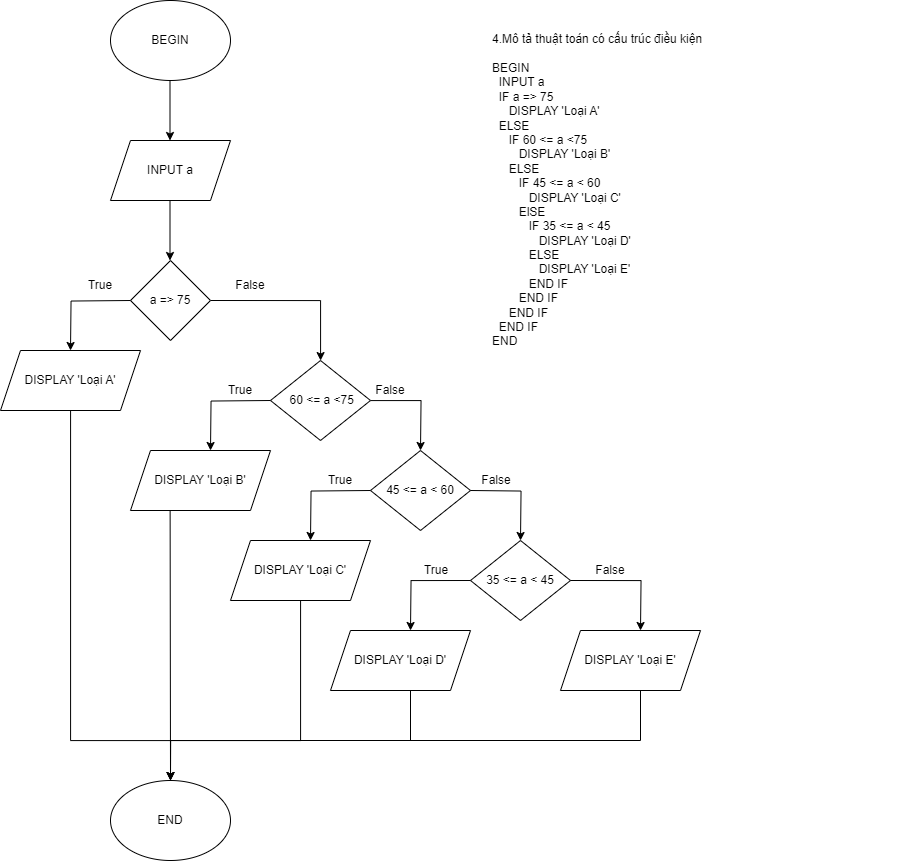 BEGIN
INPUT a
a => 75
True
False
DISPLAY 'Loại A'
60 <= a <75
True
False
DISPLAY 'Loại B'
45 <= a < 60
True
False
DISPLAY 'Loại C'
35 <= a < 45
True
False
DISPLAY 'Loại D'
DISPLAY 'Loại E'
END
4.Mô tả thuật toán có cấu trúc điều kiện
BEGIN
INPUT a
IF a => 75
DISPLAY 'Loại A'
ELSE
IF 60 <= a <75
DISPLAY 'Loại B'
ELSE
IF 45 <= a < 60
DISPLAY 'Loại C'
ElSE
IF 35 <= a < 45
DISPLAY 'Loại D'
ELSE
DISPLAY 'Loại E'
END IF
END IF
END IF
END IF
END